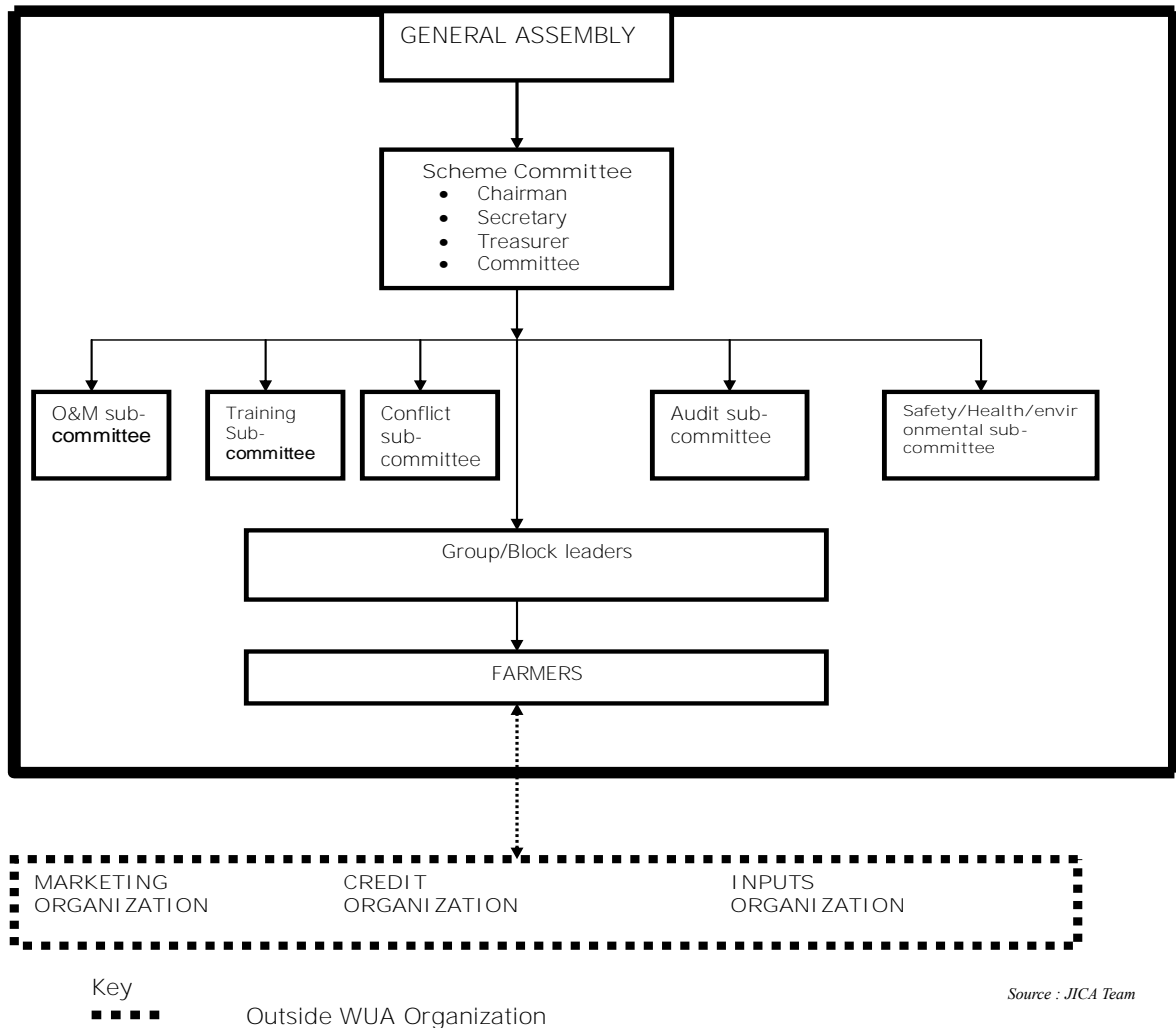 GENERAL ASSEMBLY
Scheme Committee
• Chairman
• Secretary
• Treasurer
• Committee
O&M sub-
committee
Training
Sub-
committee
Conflict
sub-
committee
Audit sub-
committee
Safety/Health/envir
onmental sub-
committee
Group/Block leaders
FARMERS
MARKETING
ORGANIZATION
CREDIT
ORGANIZATION
INPUTS
ORGANIZATION
Key
Outside WUA Organization
Source : JICA Team